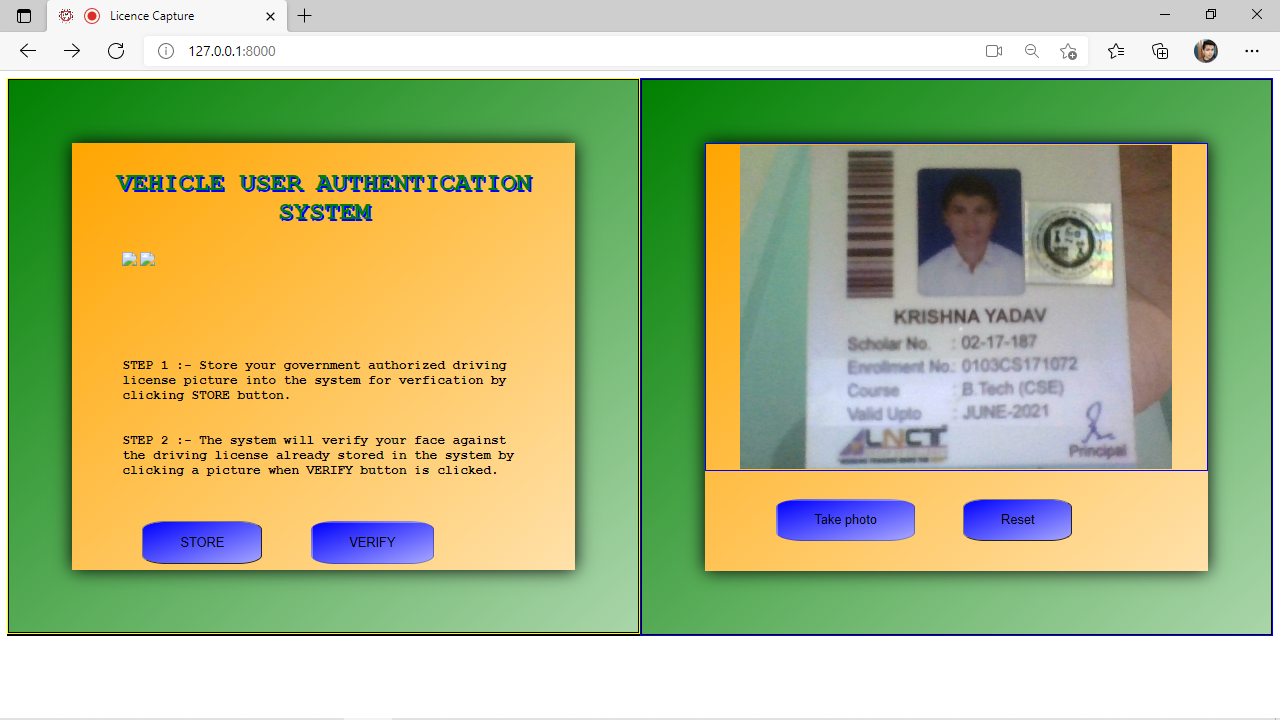 Licence Capture
127.0.0.1:8000
VEHICLE USER AUTHENTICATION
SYSTEM
STEP 1 :- Store your government authorized driving
license picture into the system for verfication by
clicking STORE button.
STEP 2 :- The system will verify your face against
the driving license already stored in the system by
clicking a picture when VERIFY button is clicked.
STORE
VERIFY
KRISHNA YADAV
Scholar No. : 02-17-187
Enrollment No.: 0103CS171072
Course : B.Tech (CSE)
Valid Upto : JUNE-2021
LNCT
Principal
Take photo
Reset